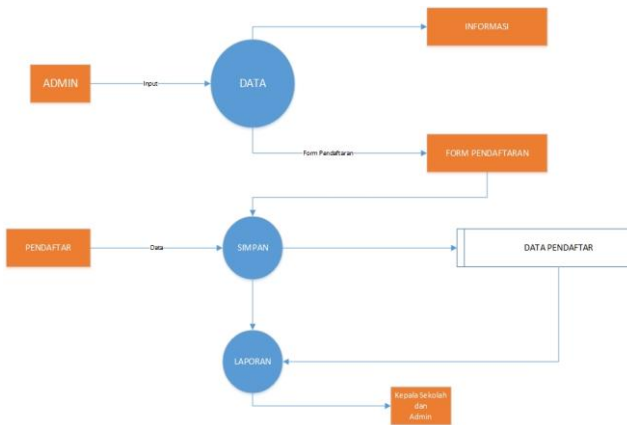 INFORMASI
ADMIN
Input
DATA
Form Pendaftaran
FORM PENDAFTARAN
PENDAFTAR
Data
SIMPAN
DATA PENDAFTAR
LAPORAN
Kepala Sekolah
dan
Admin